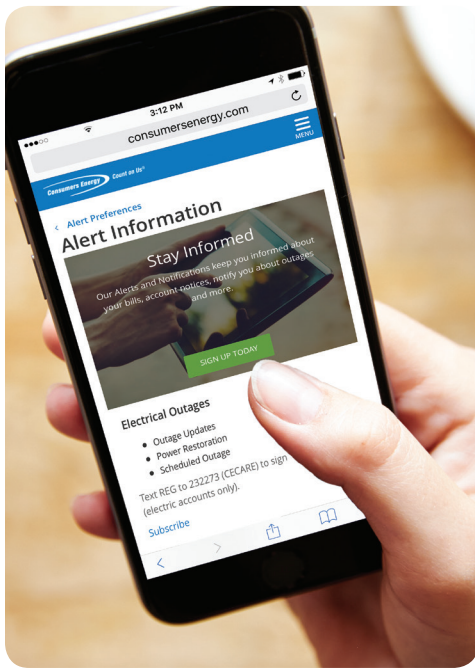 3:12 PM
consumersenergy.com
Consumers Energy
Count on Us®
MENU
Alert Preferences
Alert Information
Stay Informed
Our Alerts and Notifications keep you informed about
your bills, account notices, notify you about outages
and more.
SIGN UP TODAY
Electrical Outages
• Outage Updates
• Power Restoration
• Scheduled Outage
Text REG to 232273 (CECARE) to sign
(electric accounts only).
Subscribe